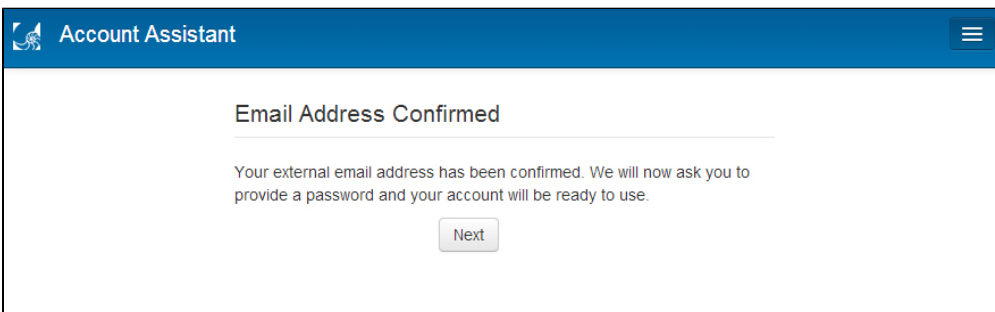 Account Assistant
Email Address Confirmed
Your external email address has been confirmed. We will now ask you to
provide a password and your account will be ready to use.
Next